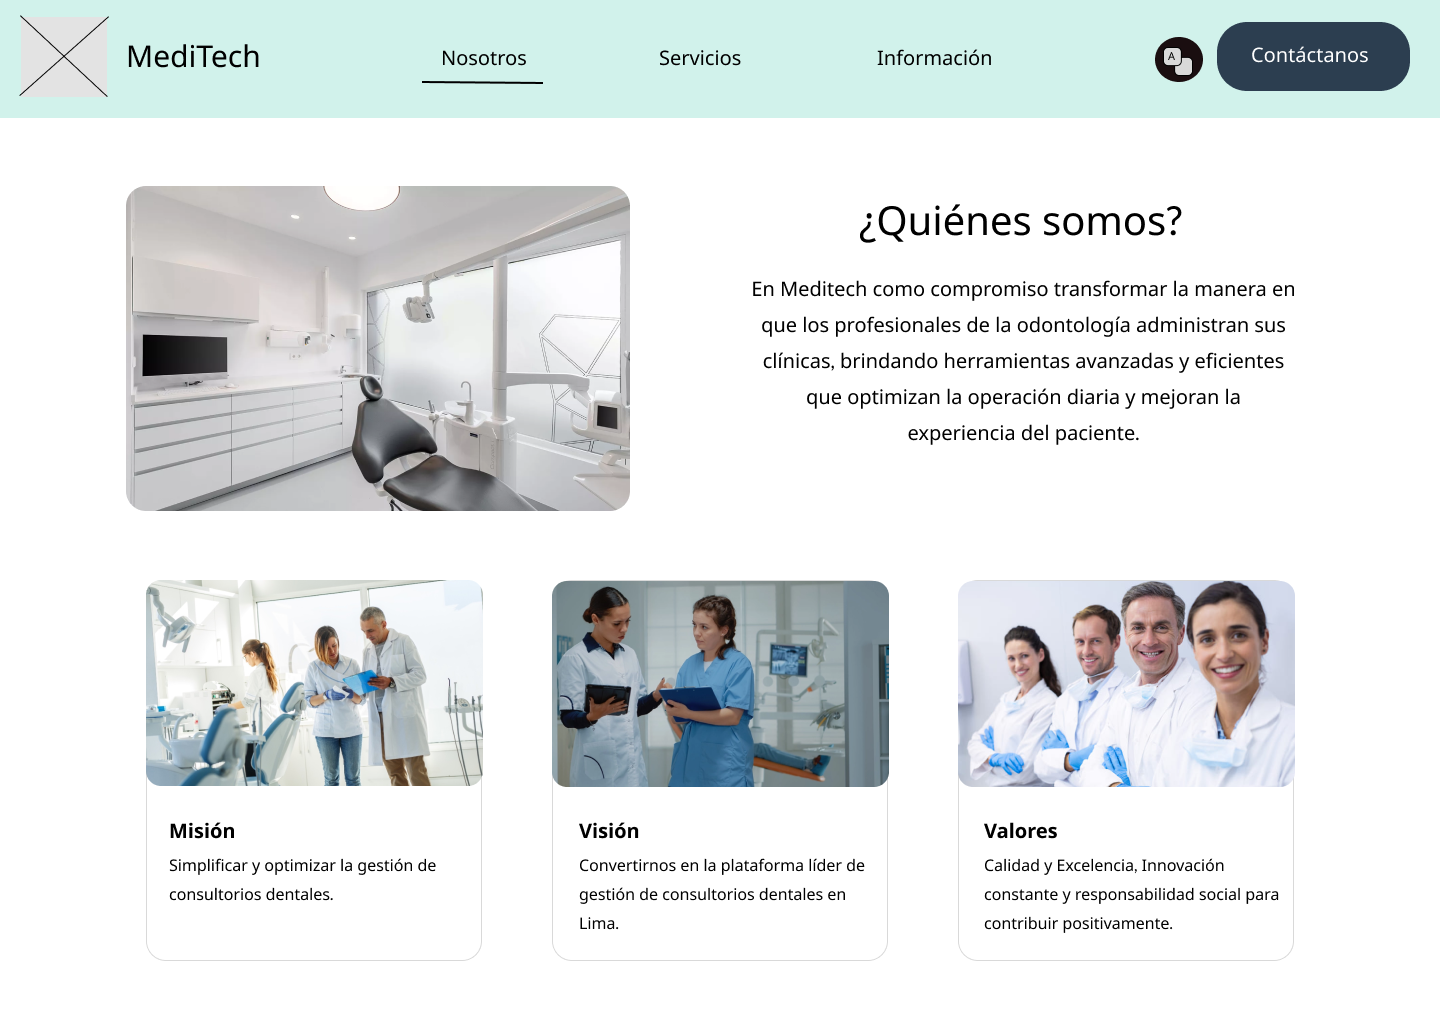 MediTech
Nosotros
Servicios
Información
A
Contáctanos
¿Quiénes somos?
En Meditech como compromiso transformar la manera en
que los profesionales de la odontología administran sus
clínicas, brindando herramientas avanzadas y eficientes
que optimizan la operación diaria y mejoran la
experiencia del paciente.
Misión
Simplificar y optimizar la gestión de
consultorios dentales.
Visión
Convertirnos en la plataforma líder de
gestión de consultorios dentales en
Lima.
Valores
Calidad y Excelencia, Innovación
constante y responsabilidad social para
contribuir positivamente.